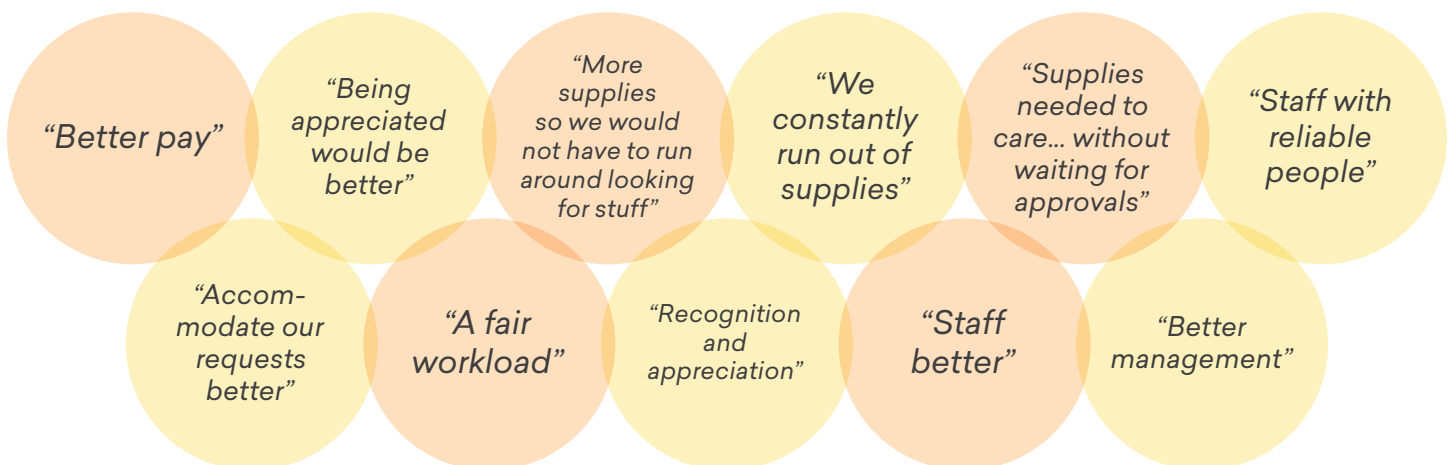 “Better pay”
“Being
appreciated
would be
better”
“More
supplies
so we would
not have to run
around looking
for stuff”
“We
constantly
run out of
supplies”
“Supplies
needed to
care... without
waiting for
approvals”
“Staff with
reliable
people”
“Accom-
modate our
requests
better”
“A fair
workload”
“Recognition
and
appreciation”
“Staff
better”
“Better
management”